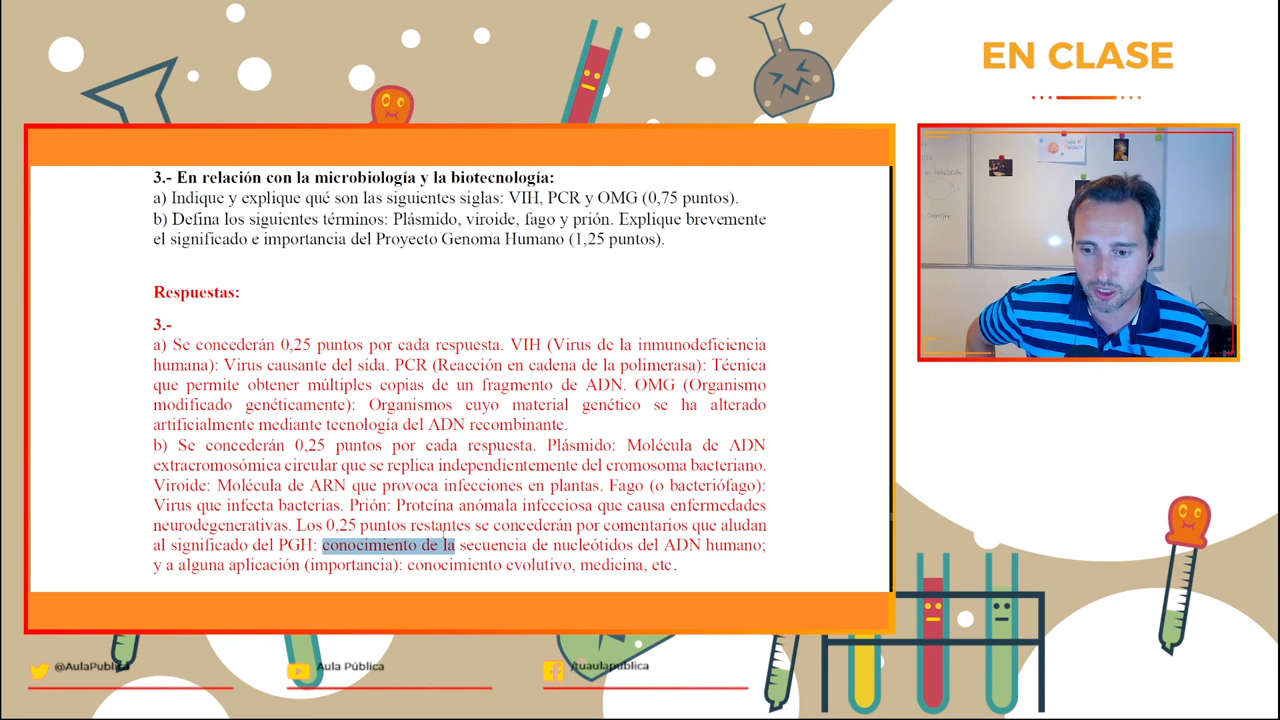 EN CLASE
3.- En relación con la microbiología y la biotecnología:
a) Indique y explique qué son las siguientes siglas: VIH, PCR y OMG (0,75 puntos).
b) Defina los siguientes términos: Plásmido, viroide, fago y prión. Explique brevemente
el significado e importancia del Proyecto Genoma Humano (1,25 puntos).
Respuestas:
3.-
a) Se concederán 0,25 puntos por cada respuesta. VIH (Virus de la inmunodeficiencia
humana): Virus causante del sida. PCR (Reacción en cadena de la polimerasa): Técnica
que permite obtener múltiples copias de un fragmento de ADN. OMG (Organismo
modificado genéticamente): Organismos cuyo material genético se ha alterado
artificialmente mediante tecnología del ADN recombinante.
b) Se concederán 0,25 puntos por cada respuesta. Plásmido: Molécula de ADN
extracromosómica circular que se replica independientemente del cromosoma bacteriano.
Viroide: Molécula de ARN que provoca infecciones en plantas. Fago (o bacteriófago):
Virus que infecta bacterias. Prión: Proteína anómala infecciosa que causa enfermedades
neurodegenerativas. Los 0,25 puntos restantes se concederán por comentarios que aludan
al significado del PGH: conocimiento de la secuencia de nucleótidos del ADN humano;
y a alguna aplicación (importancia): conocimiento evolutivo, medicina, etc.
@AulaPublica
Aula Pública
/tuaulapublica